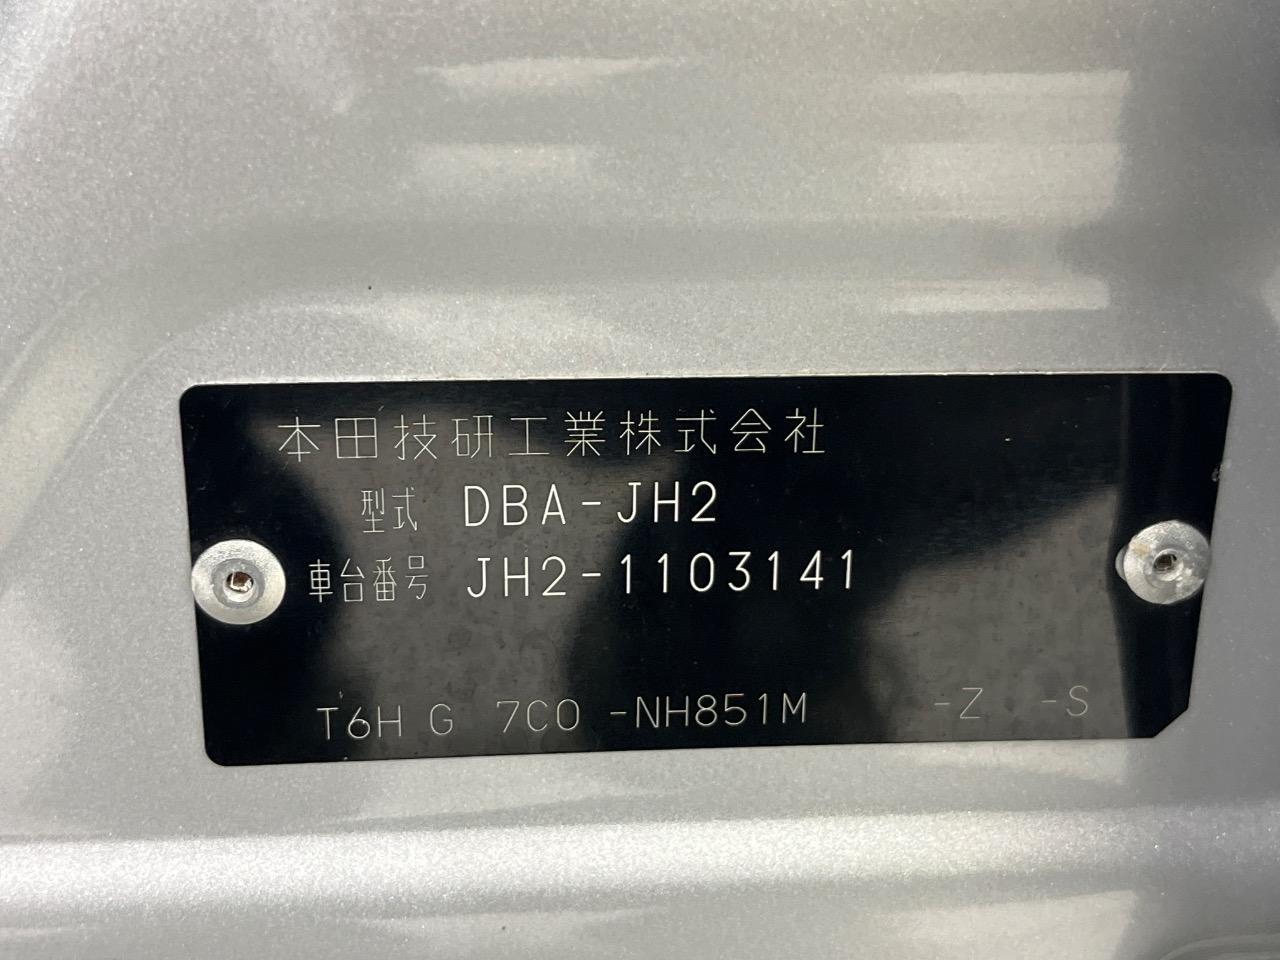 本田技研工業株式会社
型式 DBA-JH2
車台番号 JH2-1103141
T6H G 7C0 -NH851M -Z -S